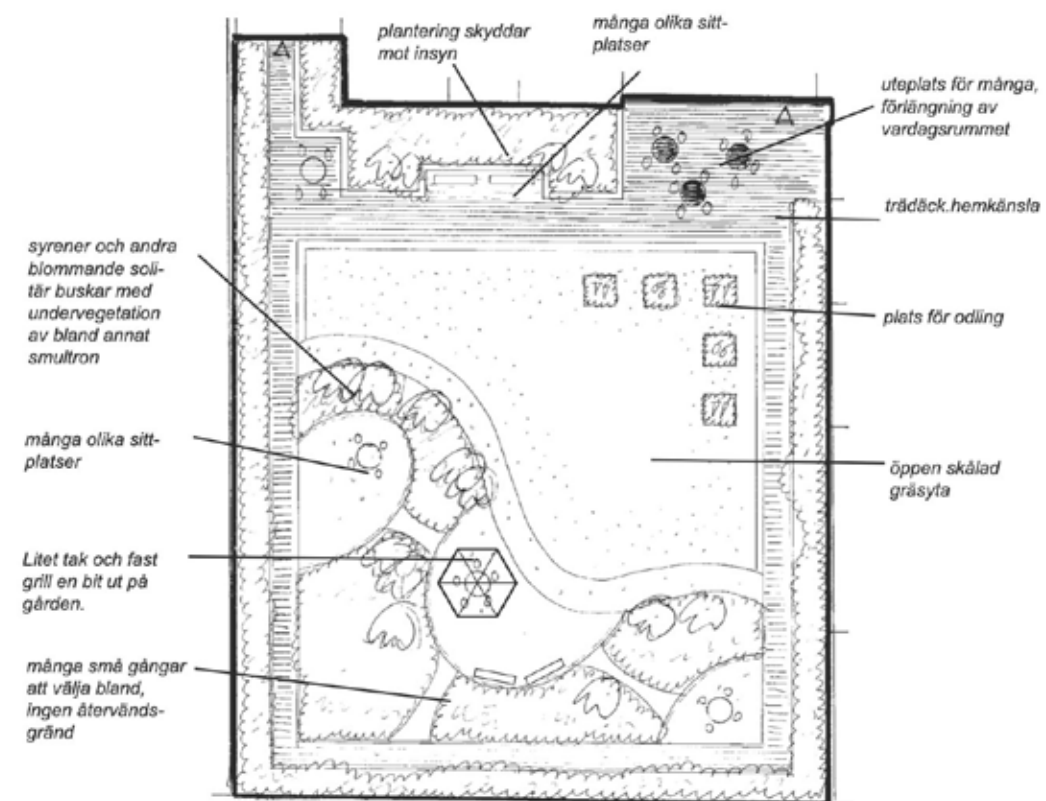 plantering skyddar
mot insyn
många olika sitt-
platser
uteplats för många,
förlängning av
vardagsrummet
trädäck.hemkänsla
syrener och andra
blommande soli-
tär buskar med
undervegetation
av bland annat
smultron
plats för odling
många olika sitt-
platser
öppen skålad
gräsyta
Litet tak och fast
grill en bit ut på
gården.
många små gångar
att välja bland,
ingen återvänds-
gränd